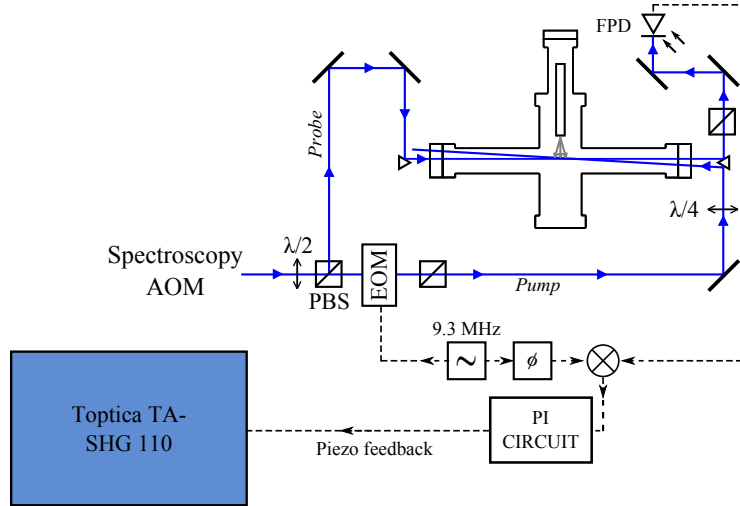 FPD
Probe
λ/4
Spectroscopy
AOM
λ/2
PBS
EOM
Pump
9.3 MHz
~
ϕ
Toptica TA-
SHG 110
PI
CIRCUIT
Piezo feedback